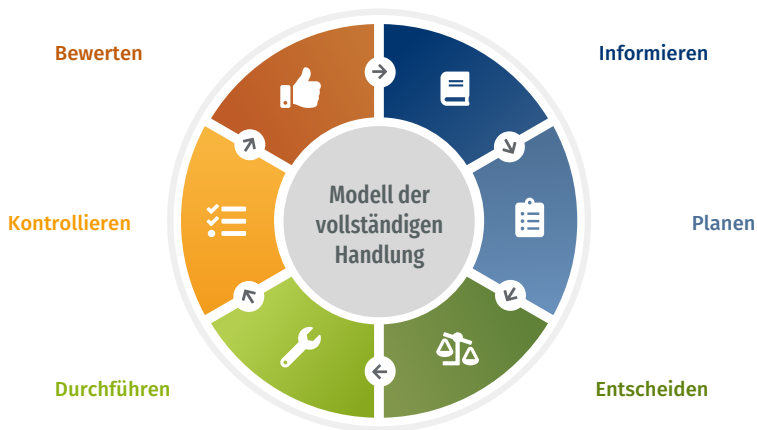 Bewerten
Informieren
Modell der
vollständigen
Handlung
Kontrollieren
Planen
Durchführen
Entscheiden